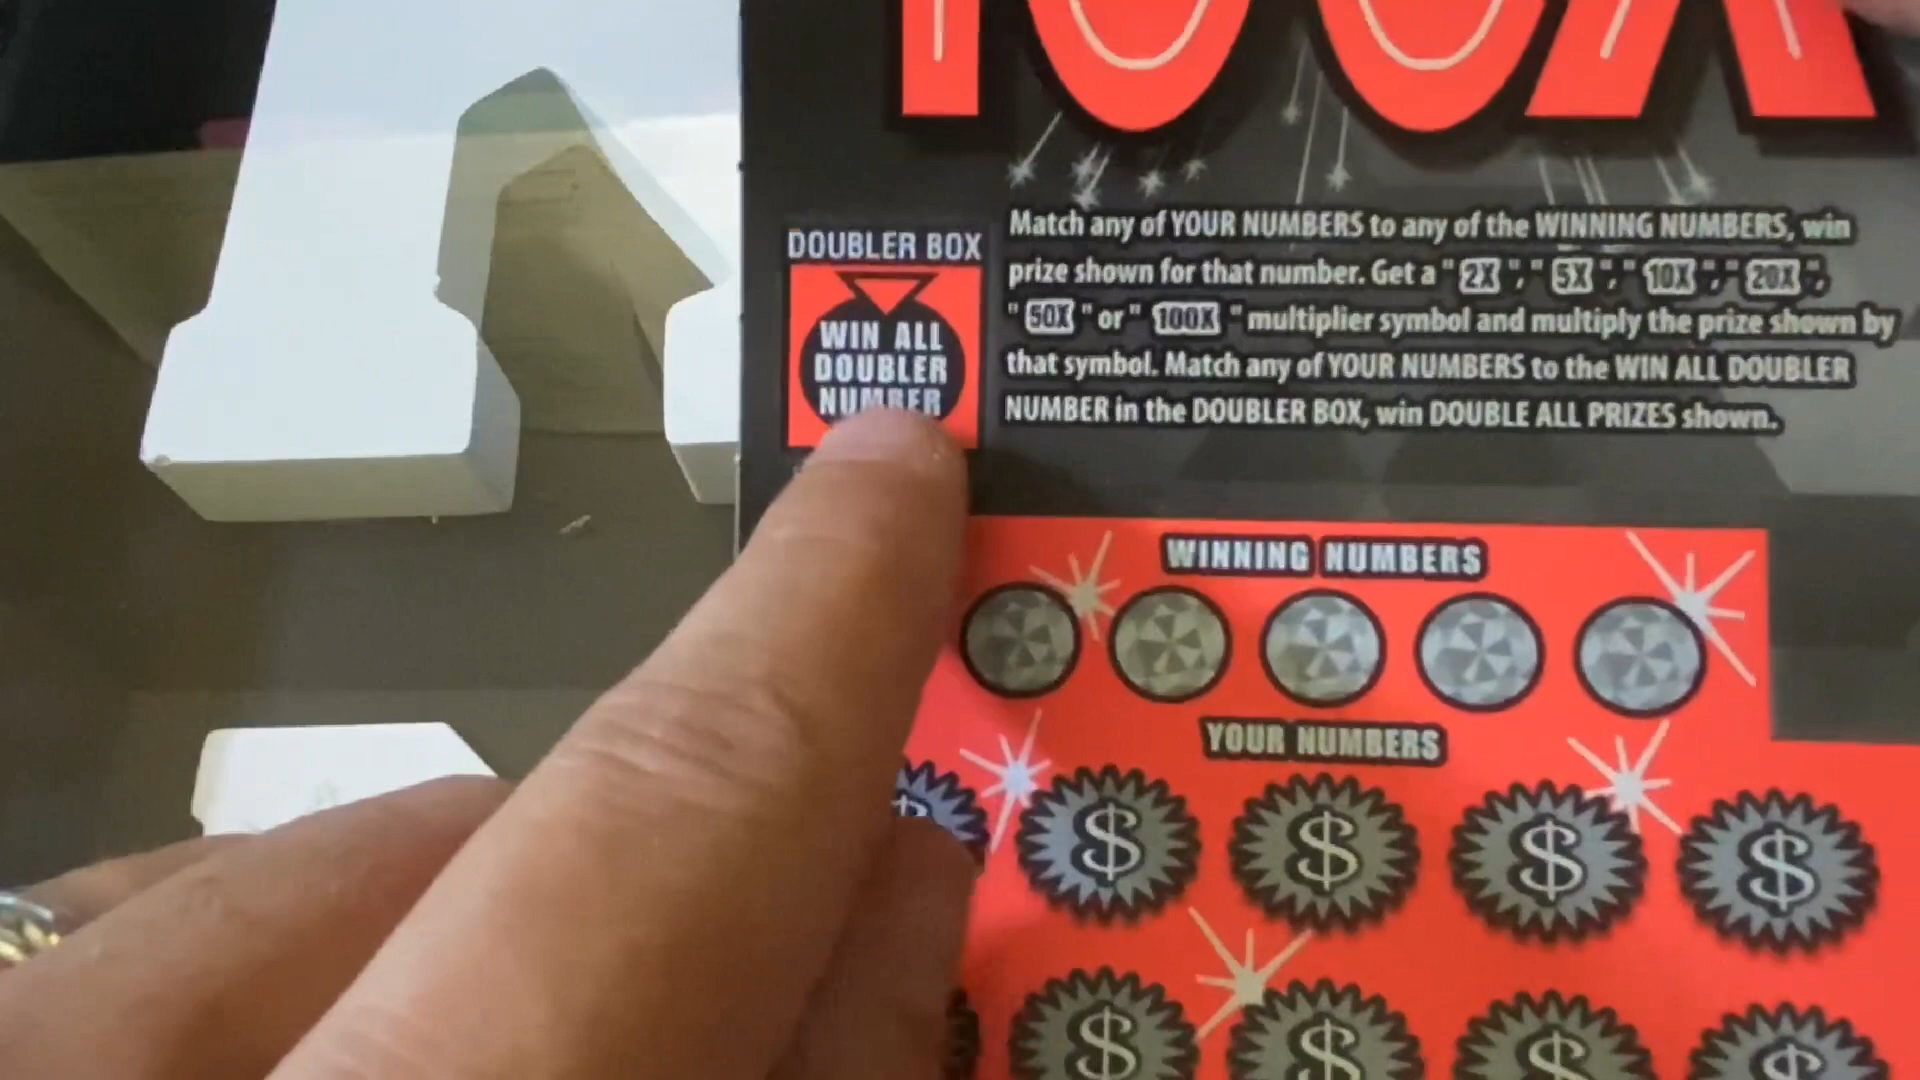 100X
DOUBLER BOX
WIN ALL
DOUBLER
NUMBER
Match any of YOUR NUMBERS to any of the WINNING NUMBERS, win
prize shown for that number. Get a "2X", "5X", "10X", "20X",
"50X" or "100X" multiplier symbol and multiply the prize shown by
that symbol. Match any of YOUR NUMBERS to the WIN ALL DOUBLER
NUMBER in the DOUBLER BOX, win DOUBLE ALL PRIZES shown.
WINNING NUMBERS
YOUR NUMBERS
$ $ $ $
$ $ $ $